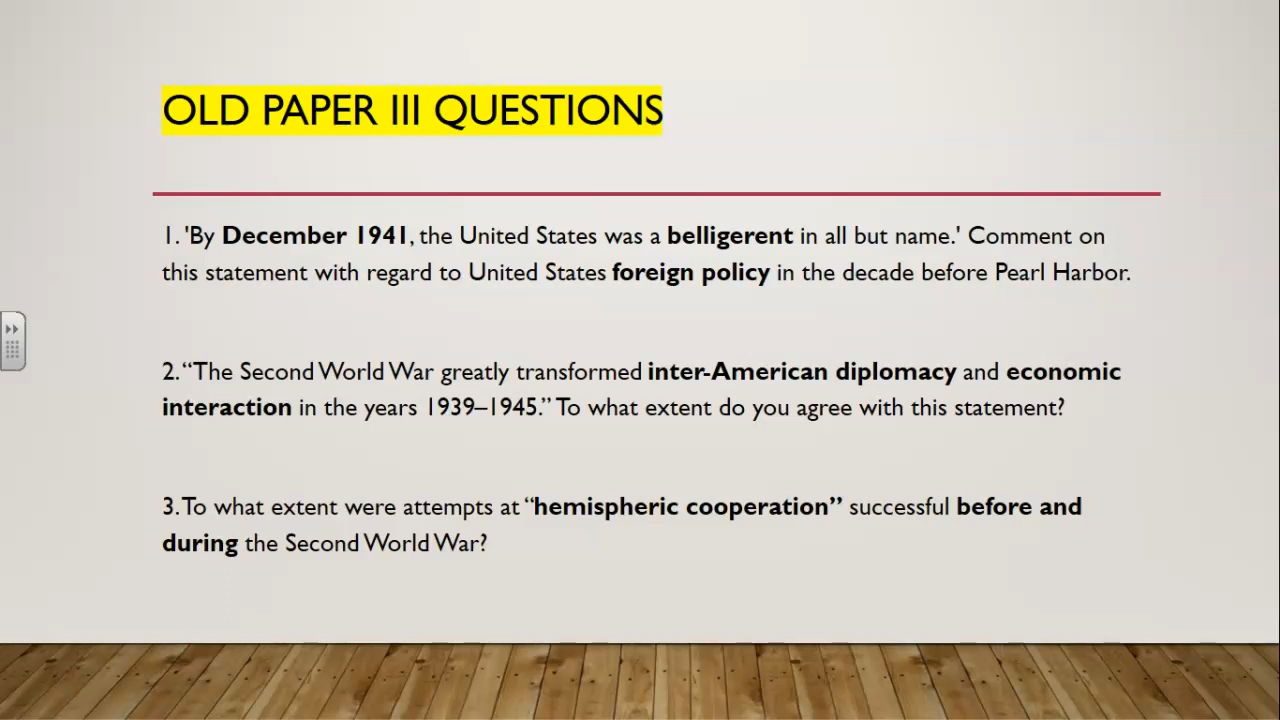 OLD PAPER III QUESTIONS
1. 'By December 1941, the United States was a belligerent in all but name.' Comment on
this statement with regard to United States foreign policy in the decade before Pearl Harbor.
2. “The Second World War greatly transformed inter-American diplomacy and economic
interaction in the years 1939–1945.” To what extent do you agree with this statement?
3. To what extent were attempts at “hemispheric cooperation” successful before and
during the Second World War?